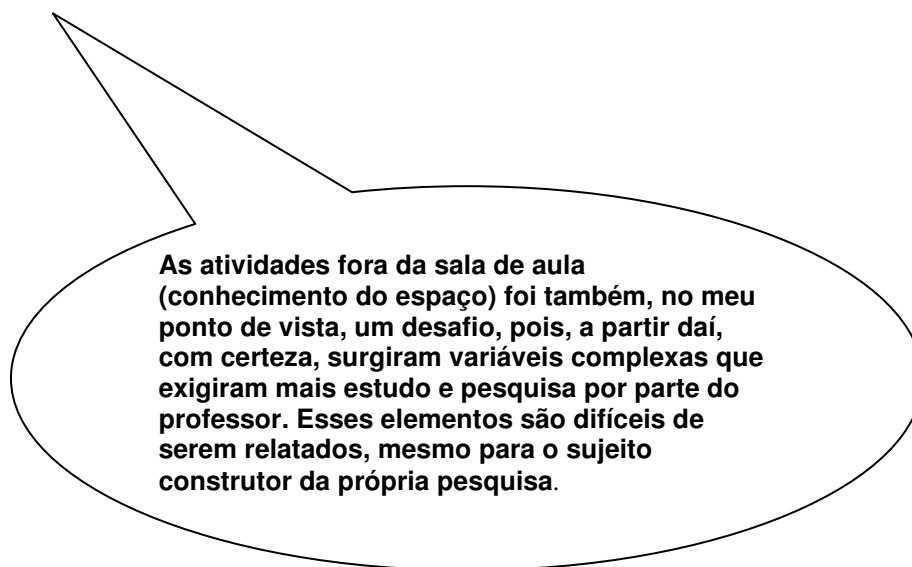 As atividades fora da sala de aula
(conhecimento do espaço) foi também, no meu
ponto de vista, um desafio, pois, a partir daí,
com certeza, surgiram variáveis complexas que
exigiram mais estudo e pesquisa por parte do
professor. Esses elementos são difíceis de
serem relatados, mesmo para o sujeito
construtor da própria pesquisa.